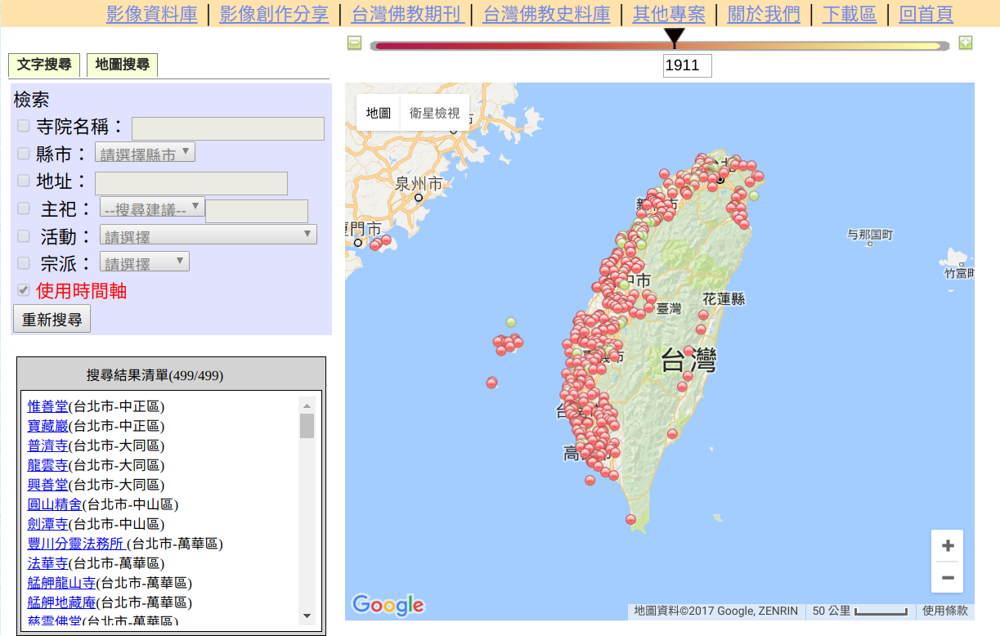 影像資料庫 | 影像創作分享 | 台灣佛教期刊 | 台灣佛教史料庫 | 其他專案 | 關於我們 | 下載區 | 回首頁
文字搜尋 地圖搜尋
1911
檢索
寺院名稱：
縣市： 請選擇縣市
地址：
主祀： --搜尋建議--
活動： 請選擇
宗派： 請選擇
使用時間軸
重新搜尋
搜尋結果清單(499/499)
惟善堂(台北市-中正區)
寶藏巖(台北市-中正區)
普濟寺(台北市-大同區)
龍雲寺(台北市-大同區)
興善堂(台北市-大同區)
圓山精舍(台北市-中山區)
劍潭寺(台北市-中山區)
豐川分靈法務所 (台北市-萬華區)
法華寺(台北市-萬華區)
艋舺龍山寺(台北市-萬華區)
艋舺地藏庵(台北市-萬華區)
慈雲佛堂(台北市-萬華區)
地圖 衛星檢視
泉州市
廈門市
与那国町
竹富町
中市
花蓮縣
臺灣
台灣
Google
地圖資料©2017 Google, ZENRIN 50 公里 使用條款